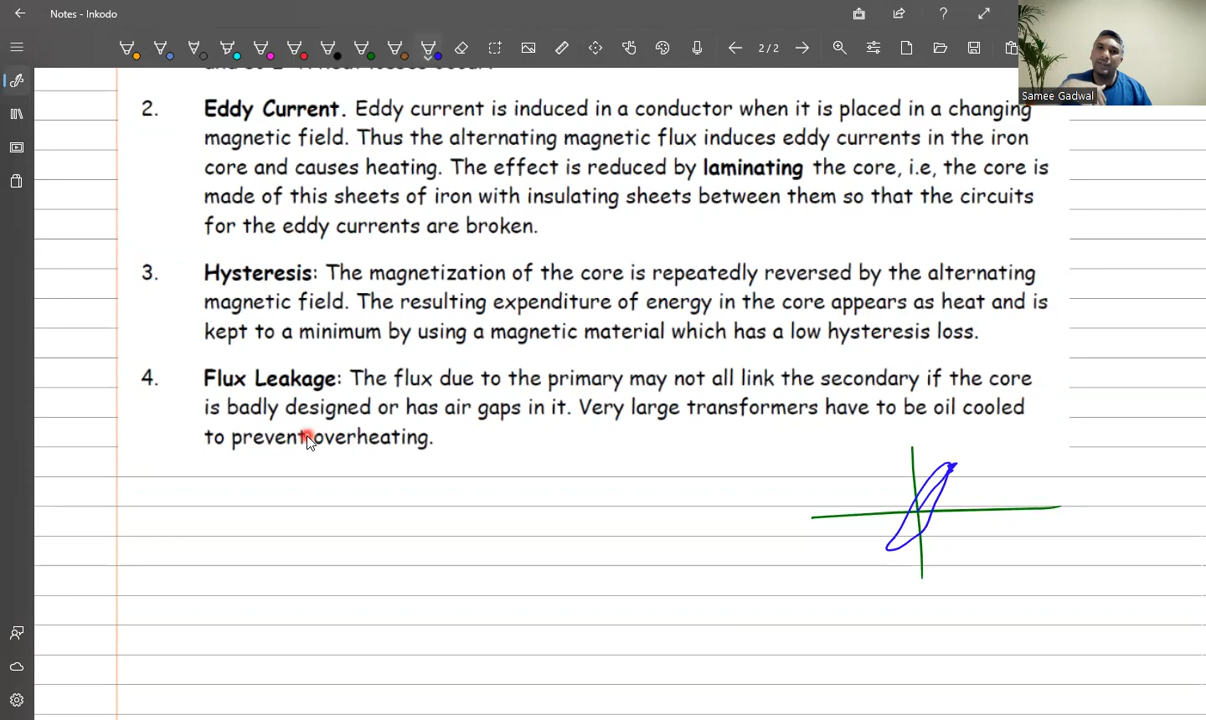 Notes - Inkodo
2 / 2
Samee Gadwal
2. Eddy Current. Eddy current is induced in a conductor when it is placed in a changing
magnetic field. Thus the alternating magnetic flux induces eddy currents in the iron
core and causes heating. The effect is reduced by laminating the core, i.e, the core is
made of this sheets of iron with insulating sheets between them so that the circuits
for the eddy currents are broken.
3. Hysteresis: The magnetization of the core is repeatedly reversed by the alternating
magnetic field. The resulting expenditure of energy in the core appears as heat and is
kept to a minimum by using a magnetic material which has a low hysteresis loss.
4. Flux Leakage: The flux due to the primary may not all link the secondary if the core
is badly designed or has air gaps in it. Very large transformers have to be oil cooled
to prevent overheating.